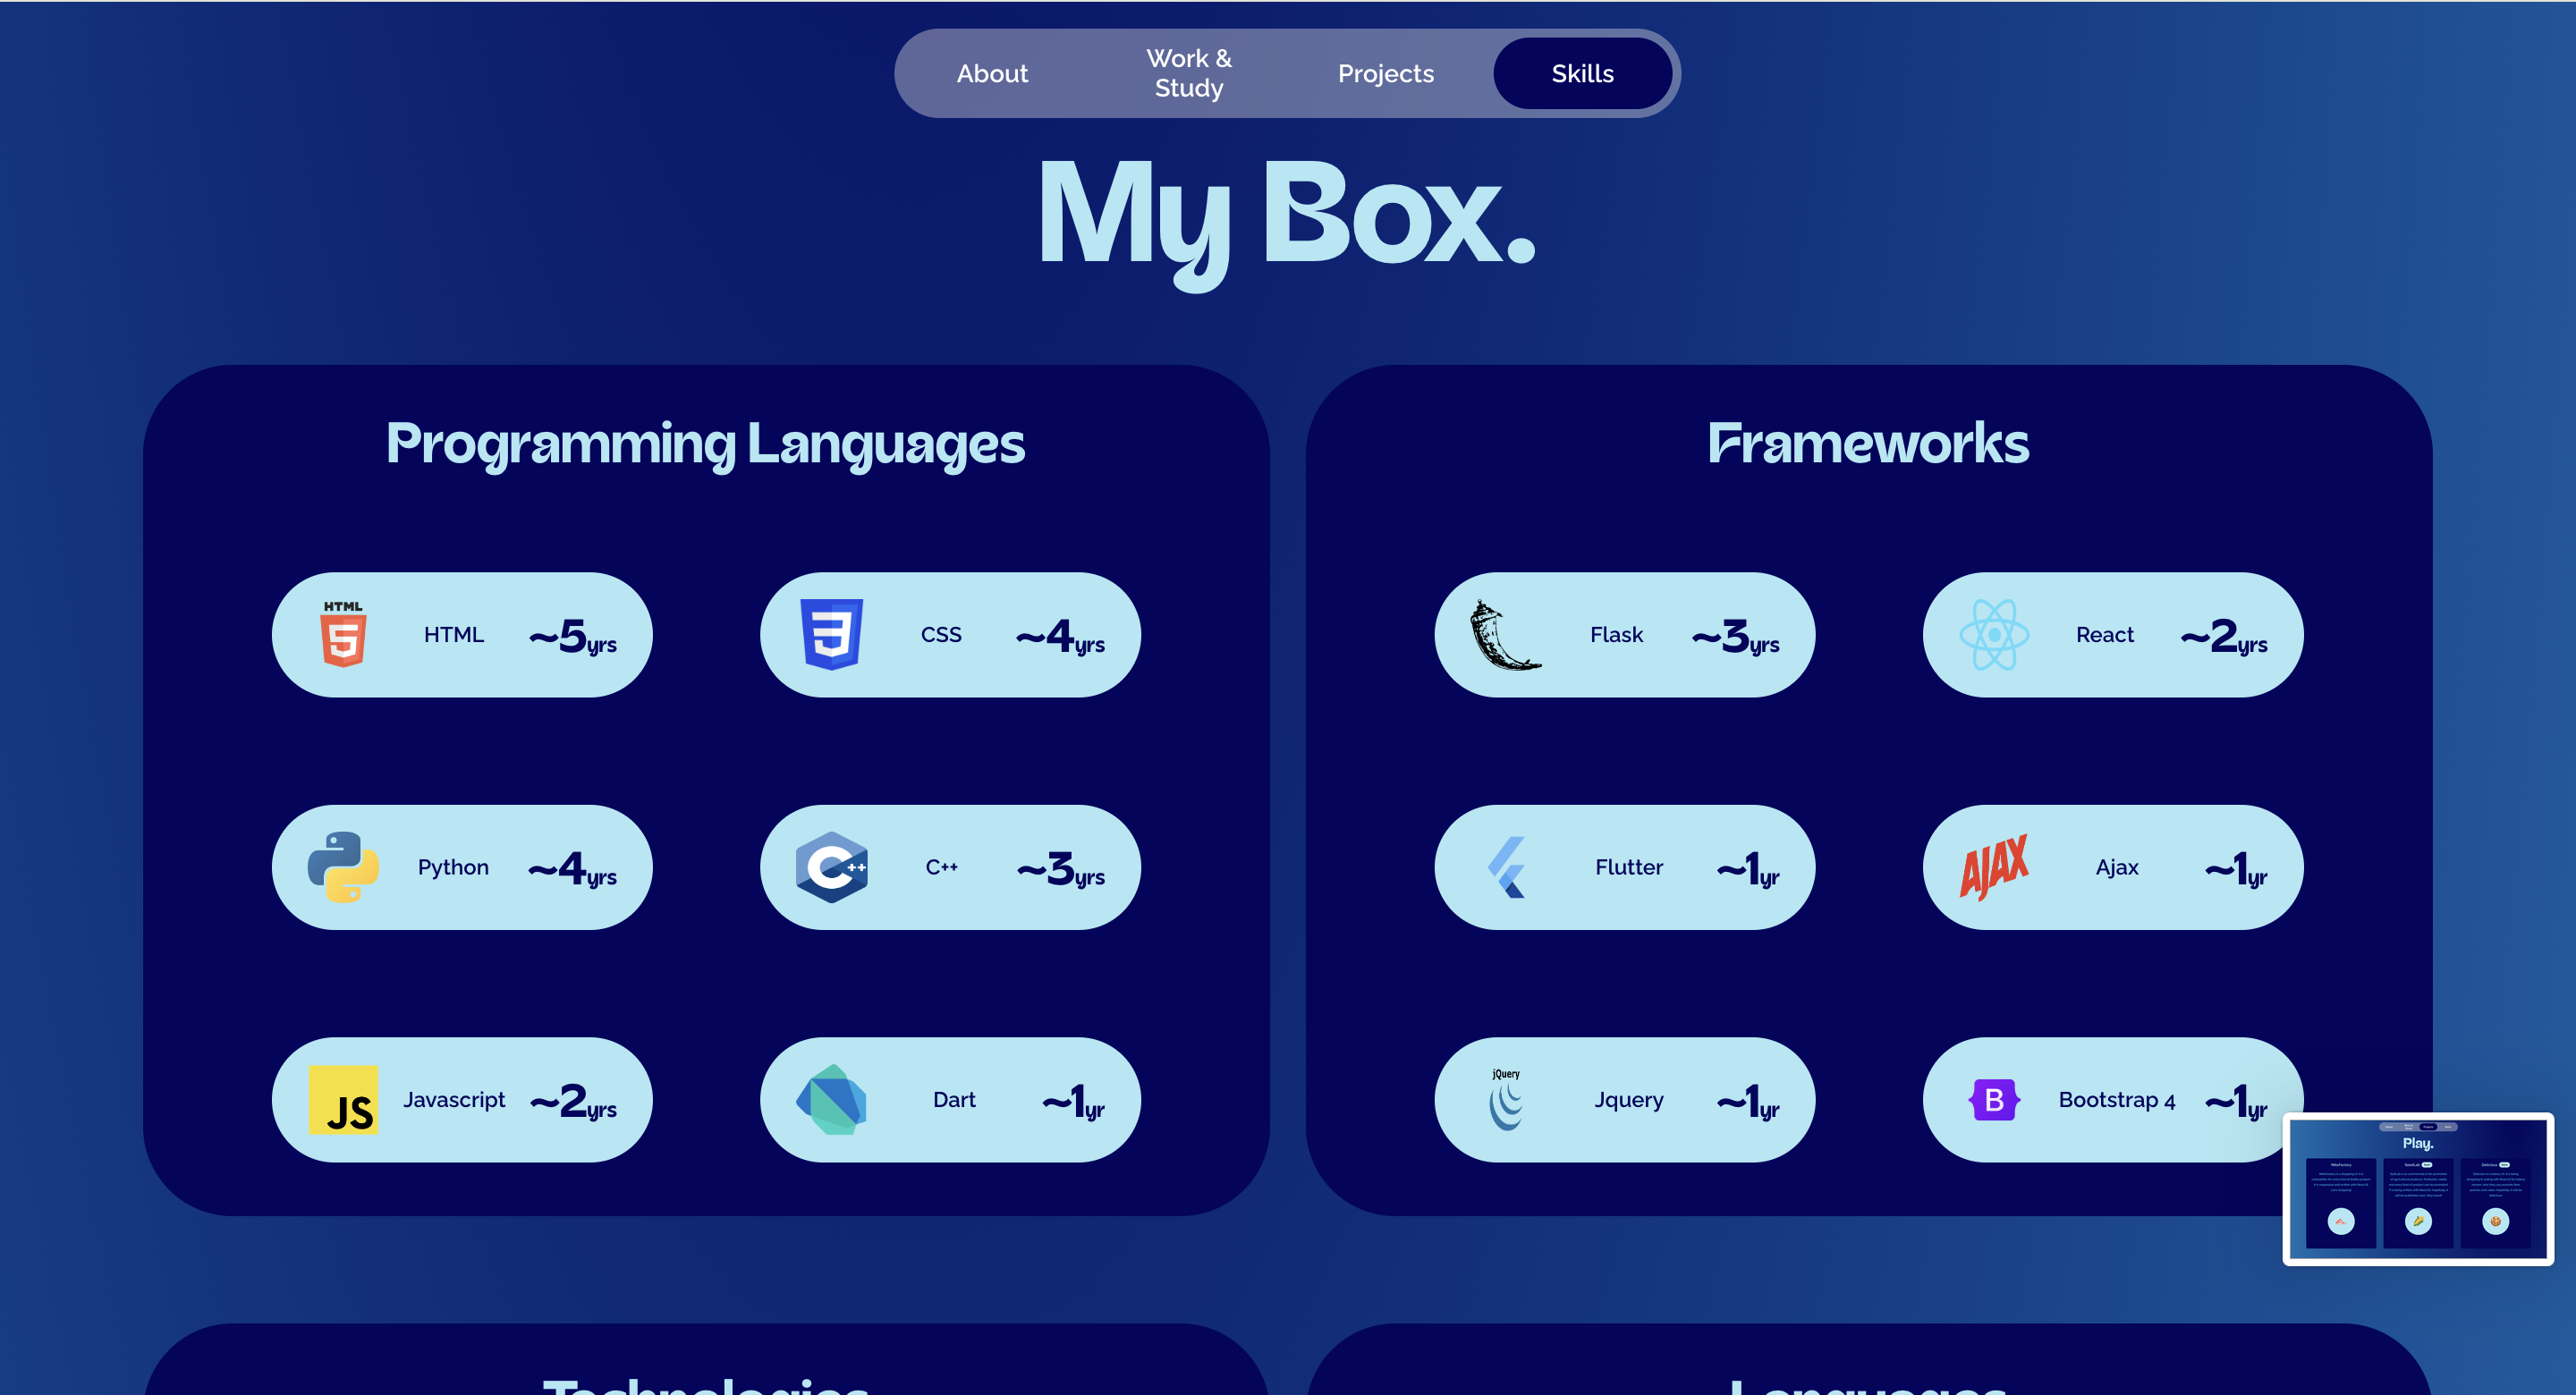 About
Work &
Study
Projects
Skills
My Box.
Programming Languages
Frameworks
HTML
HTML
~5yrs
CSS
~4yrs
Flask
~3yrs
React
~2yrs
Python
~4yrs
C++
C++
~3yrs
Flutter
~1yr
AJAX
Ajax
~1yr
JS
Javascript
~2yrs
Dart
~1yr
jQuery
Jquery
~1yr
B
Bootstrap 4
~1yr
Play.
Technologies
Languages